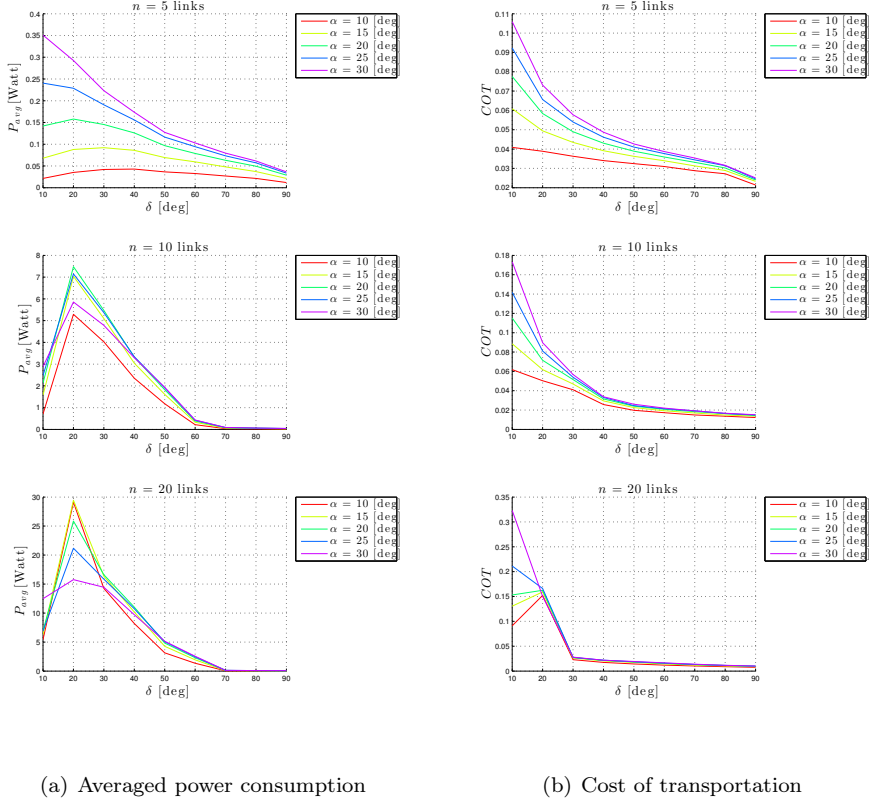 n = 5 links
P_avg [Watt]
0.4
0.35
0.3
0.25
0.2
0.15
0.1
0.05
0
10 20 30 40 50 60 70 80 90
δ [deg]
α = 10 [deg]
α = 15 [deg]
α = 20 [deg]
α = 25 [deg]
α = 30 [deg]
n = 5 links
COT
0.11
0.1
0.09
0.08
0.07
0.06
0.05
0.04
0.03
0.02
10 20 30 40 50 60 70 80 90
δ [deg]
α = 10 [deg]
α = 15 [deg]
α = 20 [deg]
α = 25 [deg]
α = 30 [deg]
n = 10 links
P_avg [Watt]
8
7
6
5
4
3
2
1
0
10 20 30 40 50 60 70 80 90
δ [deg]
α = 10 [deg]
α = 15 [deg]
α = 20 [deg]
α = 25 [deg]
α = 30 [deg]
n = 10 links
COT
0.18
0.16
0.14
0.12
0.1
0.08
0.06
0.04
0.02
0
10 20 30 40 50 60 70 80 90
δ [deg]
α = 10 [deg]
α = 15 [deg]
α = 20 [deg]
α = 25 [deg]
α = 30 [deg]
n = 20 links
P_avg [Watt]
30
25
20
15
10
5
0
10 20 30 40 50 60 70 80 90
δ [deg]
α = 10 [deg]
α = 15 [deg]
α = 20 [deg]
α = 25 [deg]
α = 30 [deg]
n = 20 links
COT
0.35
0.3
0.25
0.2
0.15
0.1
0.05
0
10 20 30 40 50 60 70 80 90
δ [deg]
α = 10 [deg]
α = 15 [deg]
α = 20 [deg]
α = 25 [deg]
α = 30 [deg]
(a) Averaged power consumption
(b) Cost of transportation